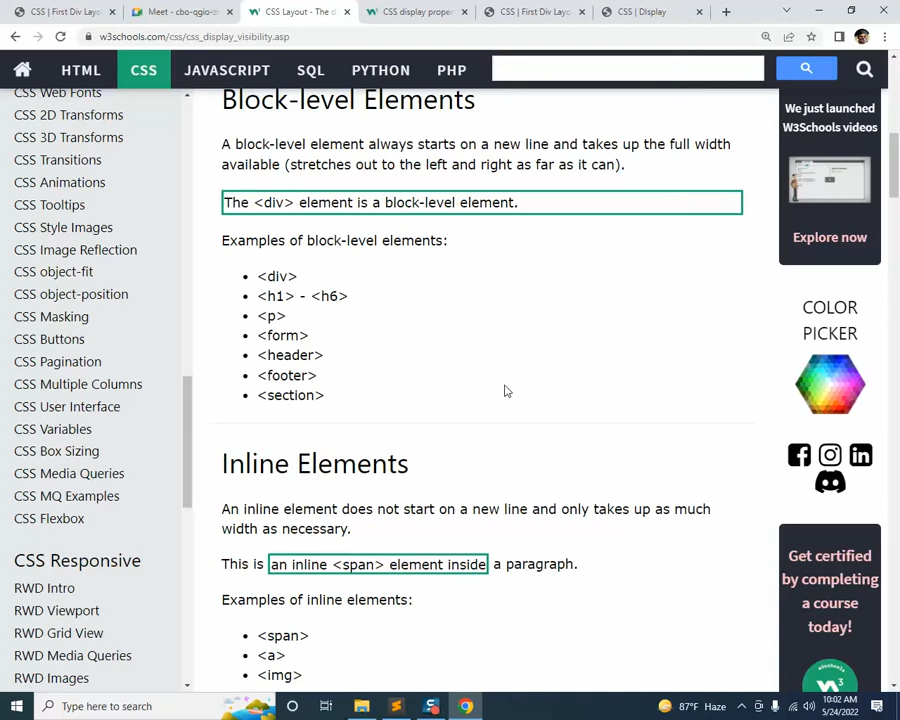 CSS | First Div Layou
Meet - cbo-qgio-z
CSS Layout - The d
CSS display proper
CSS | First Div Layou
CSS | DIsplay
w3schools.com/css/css_display_visibility.asp
HTML
CSS
JAVASCRIPT
SQL
PYTHON
PHP
CSS Web Fonts
CSS 2D Transforms
CSS 3D Transforms
CSS Transitions
CSS Animations
CSS Tooltips
CSS Style Images
CSS Image Reflection
CSS object-fit
CSS object-position
CSS Masking
CSS Buttons
CSS Pagination
CSS Multiple Columns
CSS User Interface
CSS Variables
CSS Box Sizing
CSS Media Queries
CSS MQ Examples
CSS Flexbox
CSS Responsive
RWD Intro
RWD Viewport
RWD Grid View
RWD Media Queries
RWD Images
Block-level Elements
A block-level element always starts on a new line and takes up the full width
available (stretches out to the left and right as far as it can).
The <div> element is a block-level element.
Examples of block-level elements:
<div>
<h1> - <h6>
<p>
<form>
<header>
<footer>
<section>
Inline Elements
An inline element does not start on a new line and only takes up as much
width as necessary.
This is an inline <span> element inside a paragraph.
Examples of inline elements:
<span>
<a>
<img>
We just launched
W3Schools videos
Explore now
COLOR
PICKER
Get certified
by completing
a course
today!
w3schools
Type here to search
87°F Haze
10:02 AM
5/24/2022